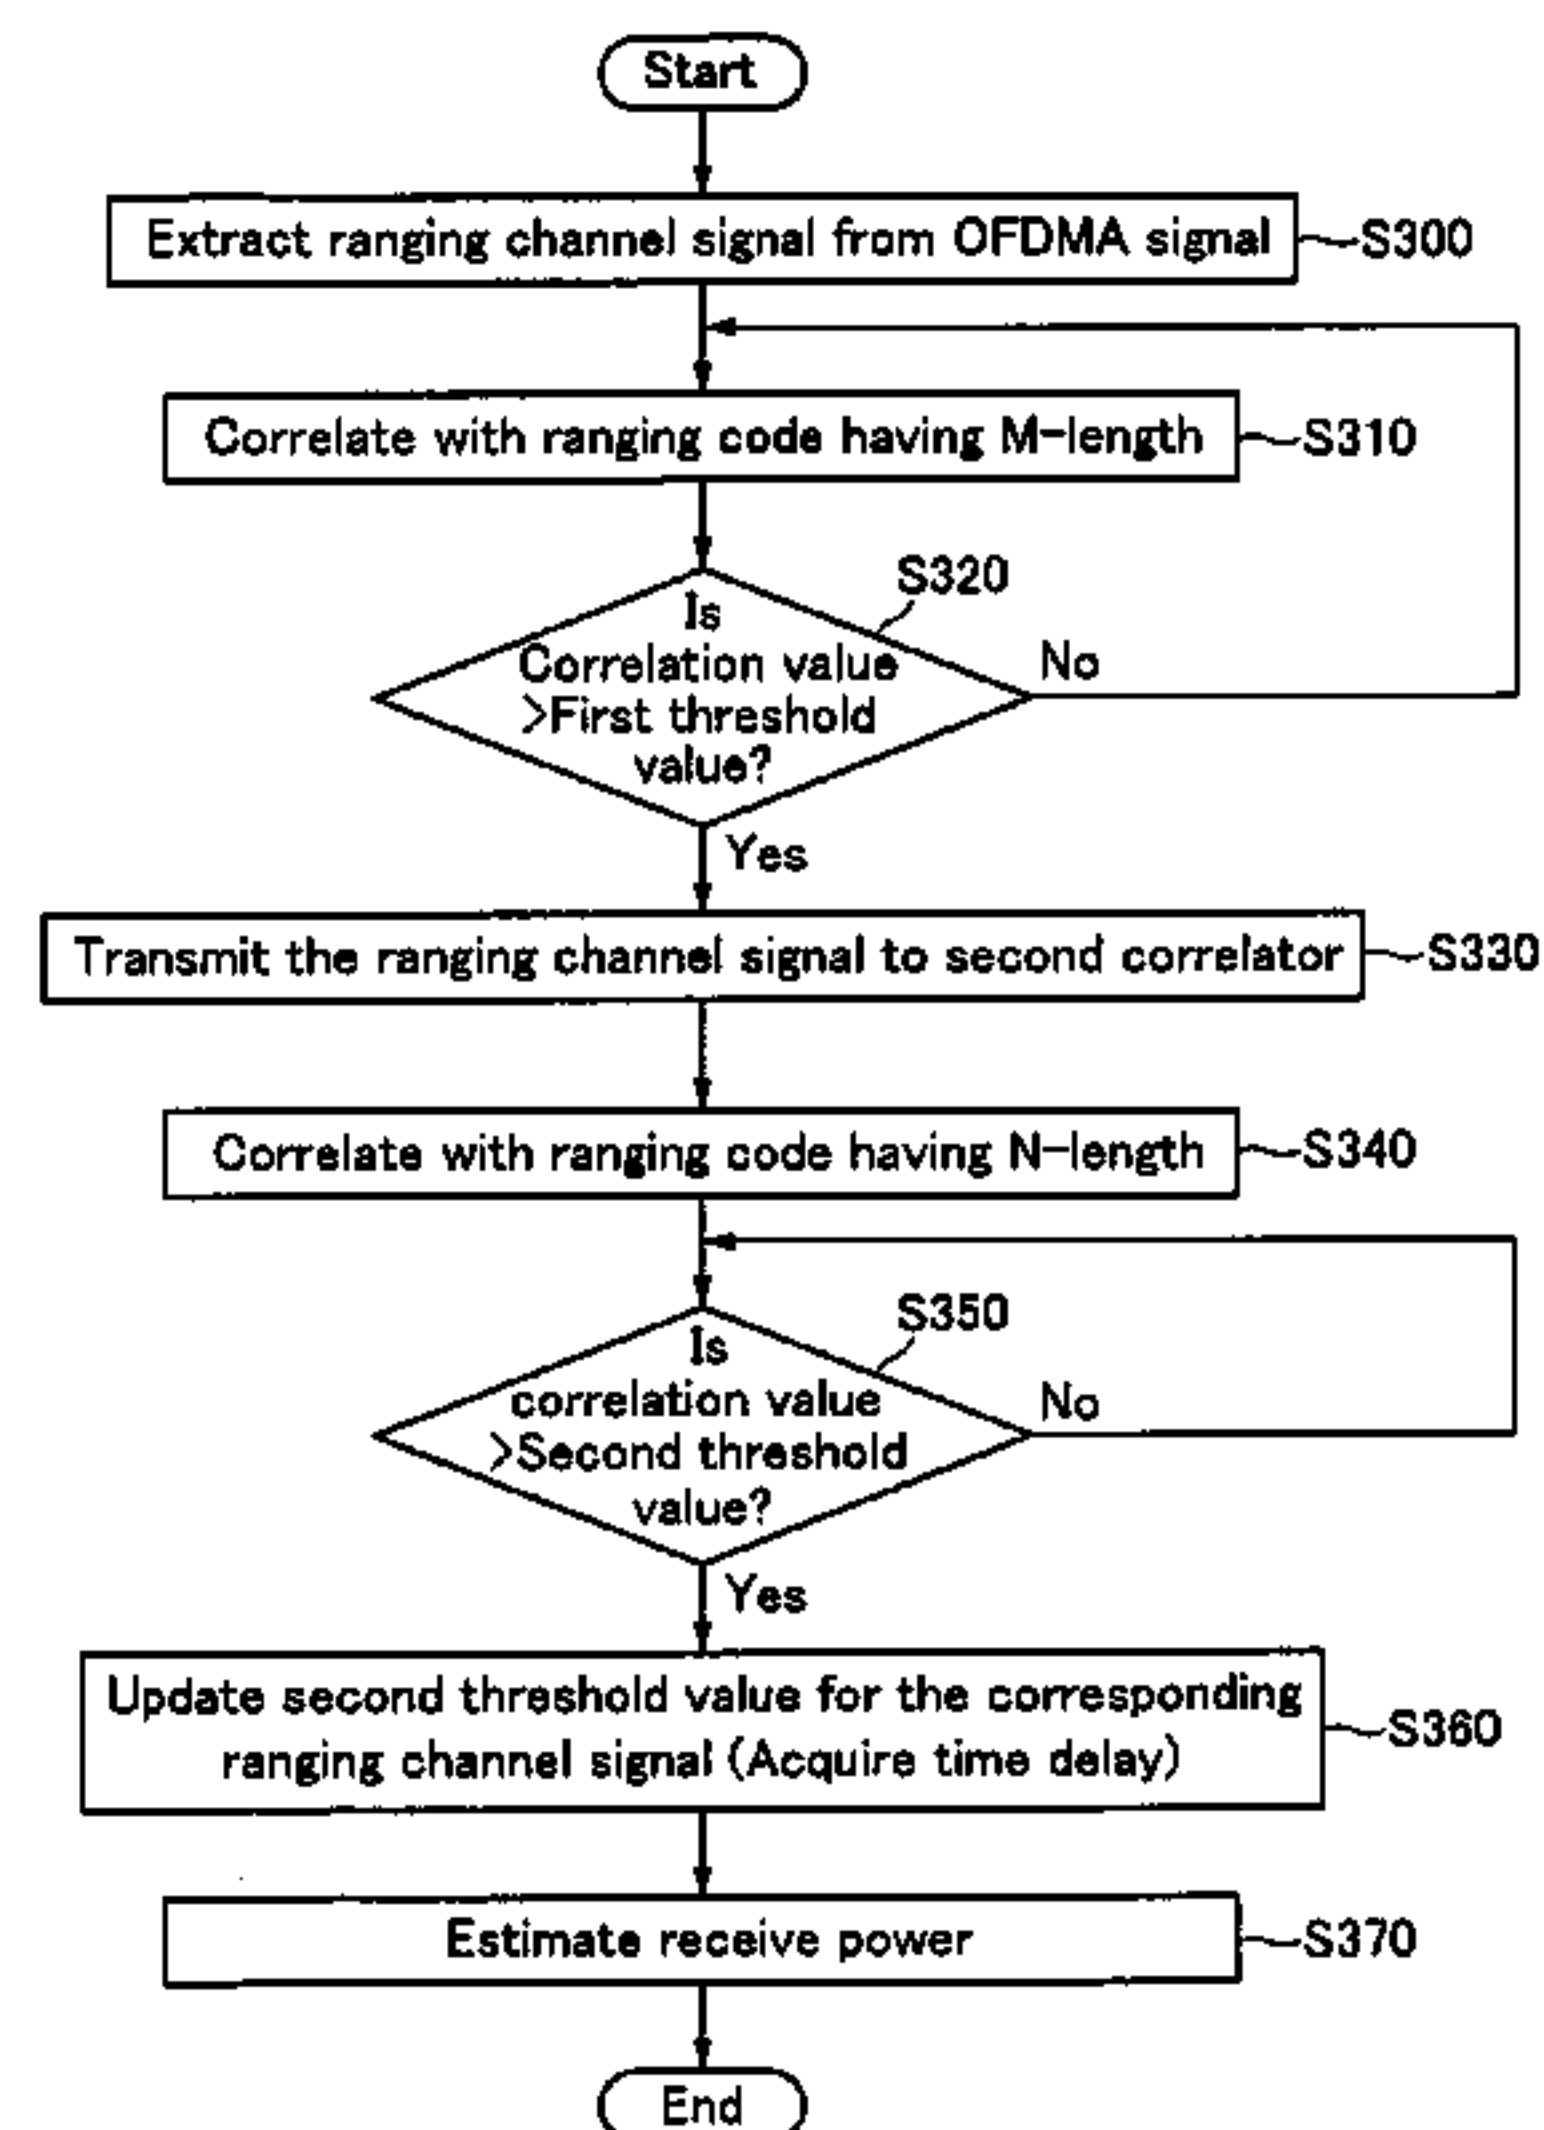 Start
Extract ranging channel signal from OFDMA signal
S300
Correlate with ranging code having M-length
S310
S320
Is
Correlation value
>First threshold
value?
No
Yes
Transmit the ranging channel signal to second correlator
S330
Correlate with ranging code having N-length
S340
S350
Is
correlation value
>Second threshold
value?
No
Yes
Update second threshold value for the corresponding
ranging channel signal (Acquire time delay)
S360
Estimate receive power
S370
End